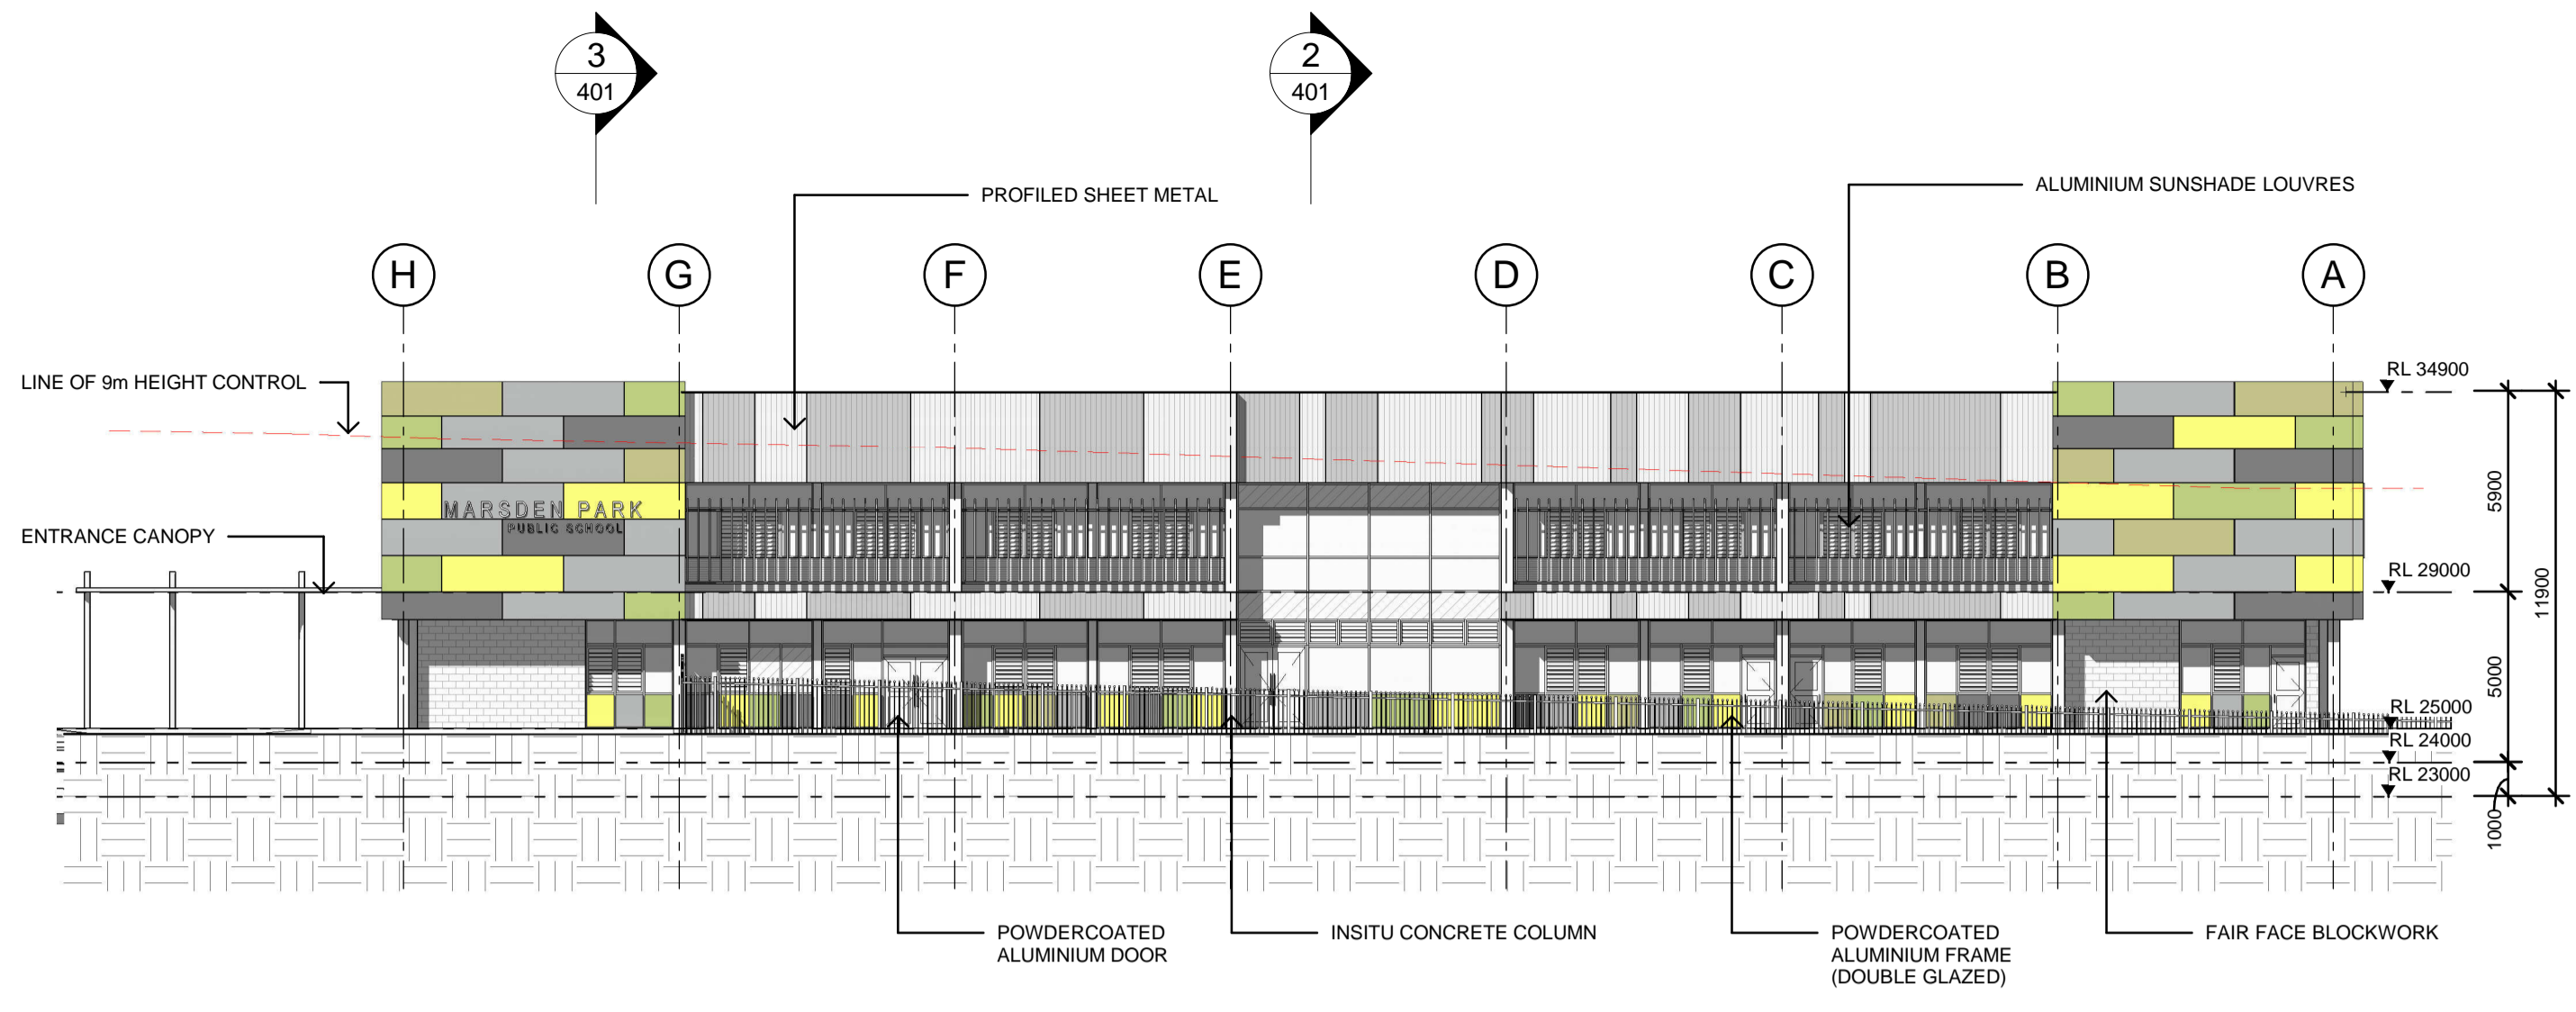 3
401
2
401
PROFILED SHEET METAL
ALUMINIUM SUNSHADE LOUVRES
H
G
F
E
D
C
B
A
LINE OF 9m HEIGHT CONTROL
RL 34900
MARSDEN PARK
PUBLIC SCHOOL
ENTRANCE CANOPY
5900
RL 29000
11900
5000
RL 25000
RL 24000
RL 23000
1000
POWDERCOATED
ALUMINIUM DOOR
INSITU CONCRETE COLUMN
POWDERCOATED
ALUMINIUM FRAME
(DOUBLE GLAZED)
FAIR FACE BLOCKWORK